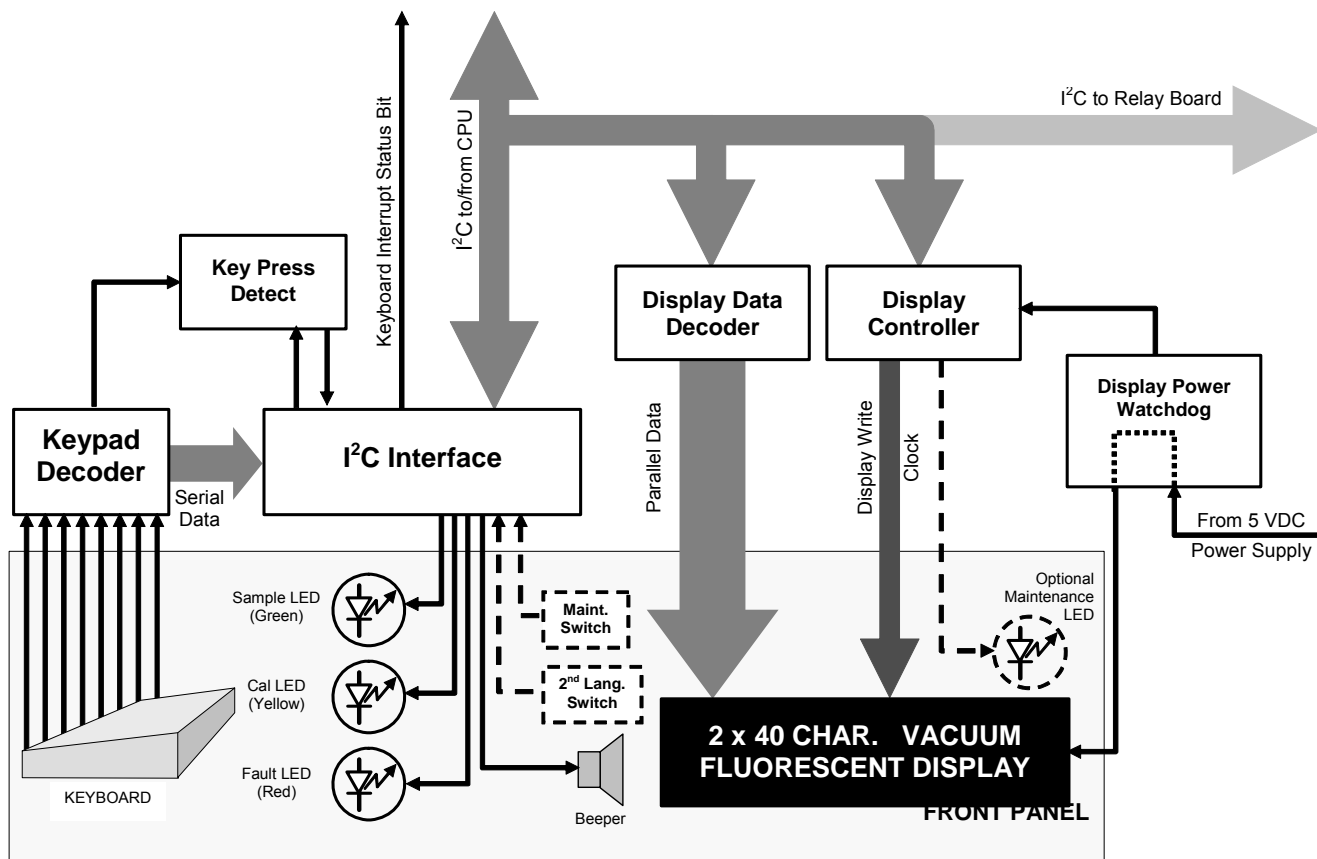 I²C to Relay Board
Keyboard Interrupt Status Bit
I²C to/from CPU
Key Press
Detect
Display Data
Decoder
Display
Controller
Display Power
Watchdog
Keypad
Decoder
I²C Interface
Serial
Data
Parallel Data
Display Write
Clock
From 5 VDC
Power Supply
Sample LED
(Green)
Maint.
Switch
Optional
Maintenance
LED
Cal LED
(Yellow)
2nd Lang.
Switch
2 x 40 CHAR. VACUUM
FLUORESCENT DISPLAY
Fault LED
(Red)
KEYBOARD
Beeper
FRONT PANEL